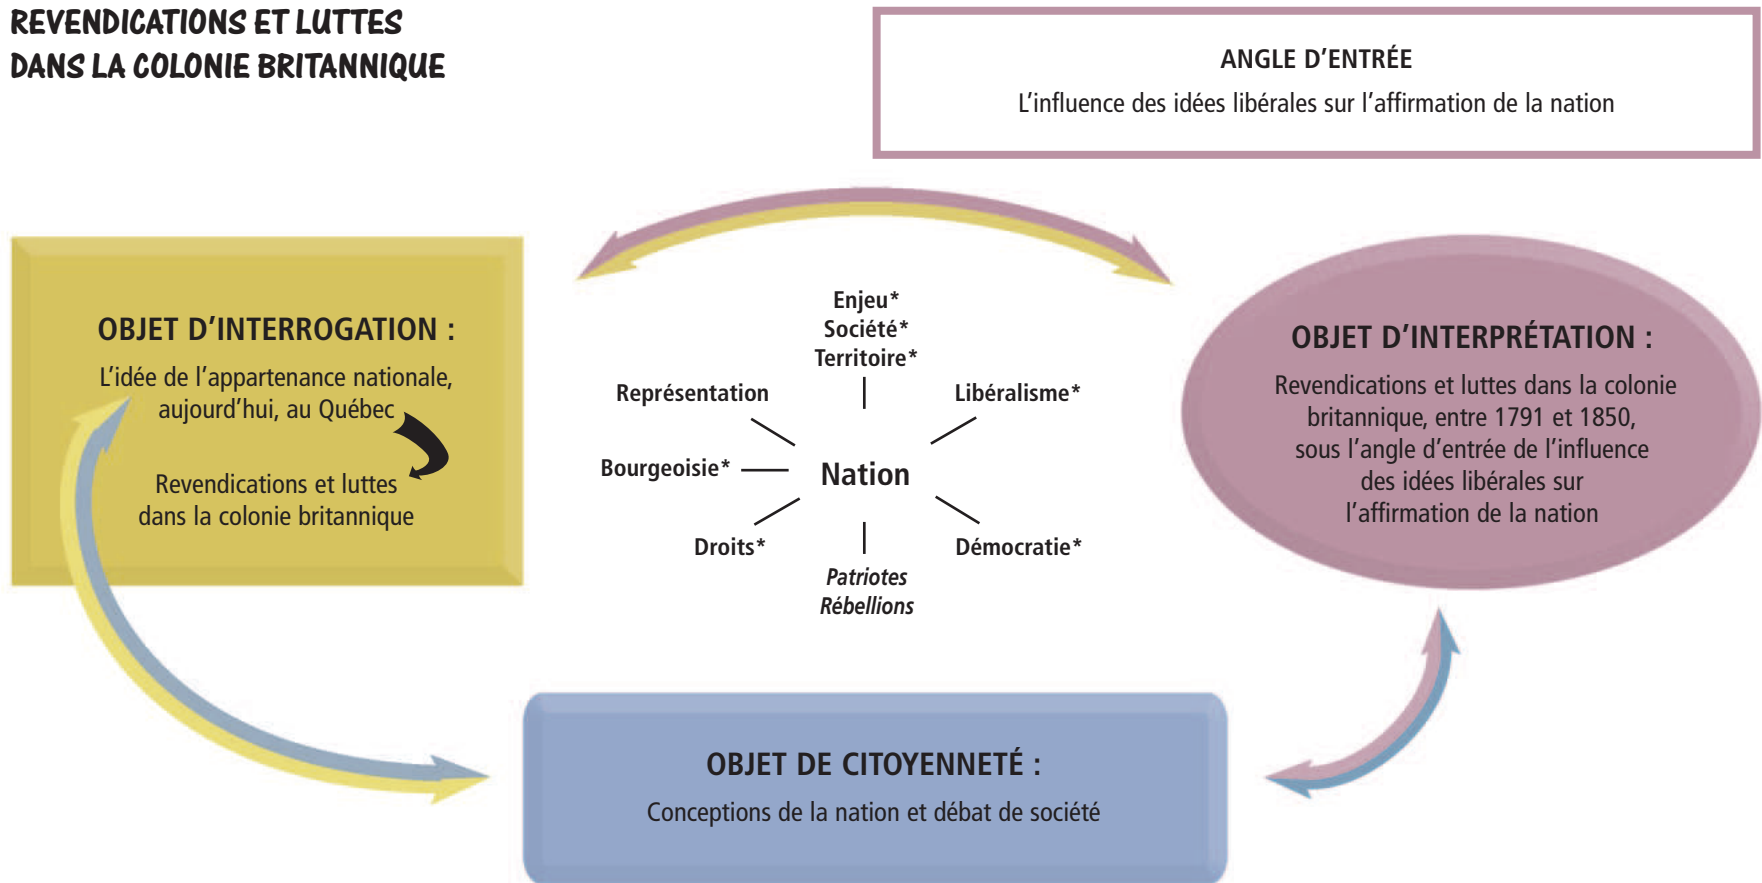 REVENDICATIONS ET LUTTES
DANS LA COLONIE BRITANNIQUE
ANGLE D'ENTRÉE
L'influence des idées libérales sur l'affirmation de la nation
OBJET D'INTERROGATION :
L'idée de l'appartenance nationale,
aujourd'hui, au Québec
Revendications et luttes
dans la colonie britannique
Enjeu*
Société*
Territoire*
Représentation
Libéralisme*
Bourgeoisie*
Nation
Droits*
Démocratie*
Patriotes
Rébellions
OBJET D'INTERPRÉTATION :
Revendications et luttes dans la colonie
britannique, entre 1791 et 1850,
sous l'angle d'entrée de l'influence
des idées libérales sur
l'affirmation de la nation
OBJET DE CITOYENNETÉ :
Conceptions de la nation et débat de société